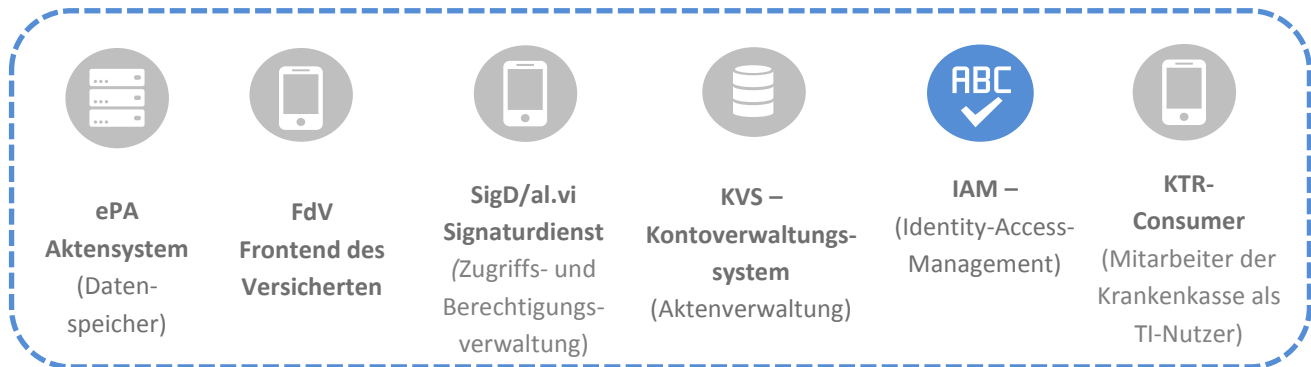 ABC
ePA
Aktensystem
(Daten-
speicher)
FdV
Frontend des
Versicherten
SigD/al.vi
Signaturdienst
(Zugriffs- und
Berechtigungs-
verwaltung)
KVS –
Kontoverwaltungs-
system
(Aktenverwaltung)
IAM –
(Identity-Access-
Management)
KTR-
Consumer
(Mitarbeiter der
Krankenkasse als
TI-Nutzer)